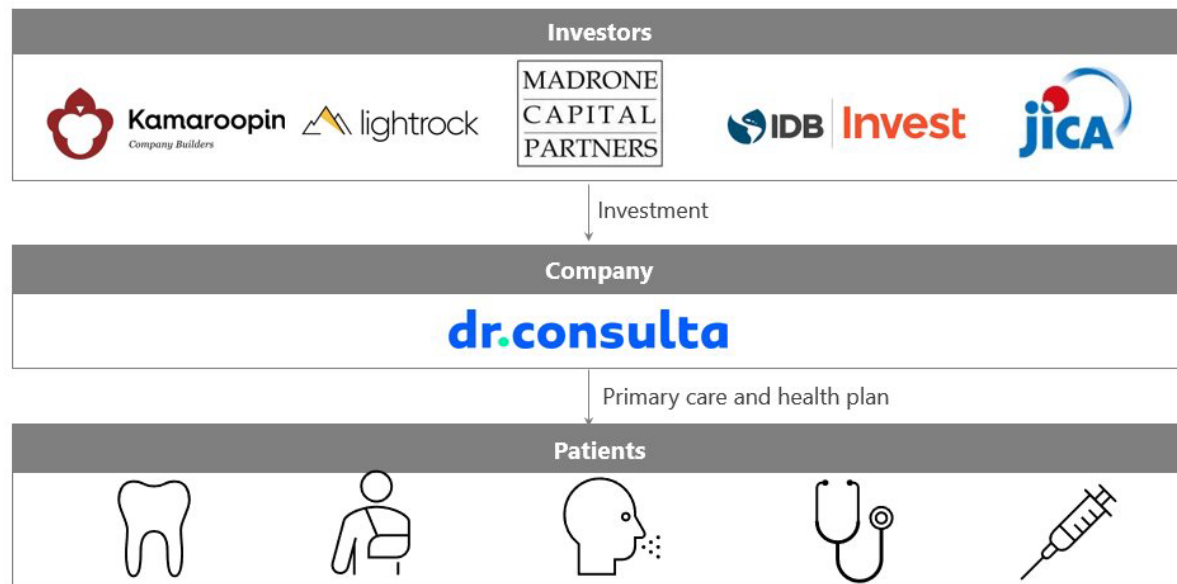 Investors
Kamaroopin
Company Builders
lightrock
MADRONE
CAPITAL
PARTNERS
IDB Invest
jica
Investment
Company
dr.consulta
Primary care and health plan
Patients